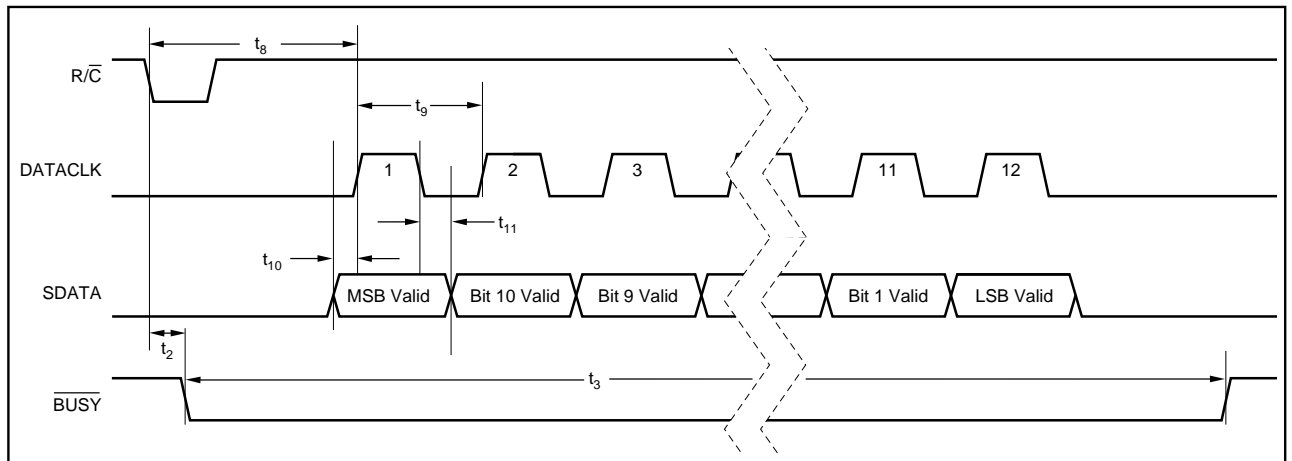 t8
R/C̅
t9
DATACLK
1
2
3
11
12
t11
t10
SDATA
MSB Valid
Bit 10 Valid
Bit 9 Valid
Bit 1 Valid
LSB Valid
t2
t3
B̅U̅S̅Y̅